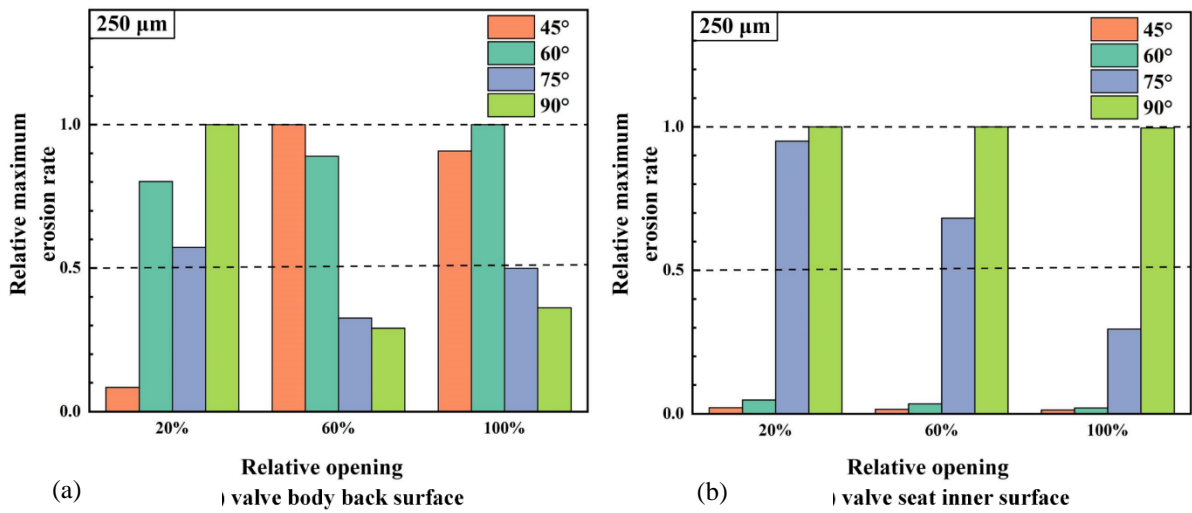 250 μm
45°
60°
75°
90°
Relative maximum
erosion rate
1.0
0.5
0.0
20%
60%
100%
Relative opening
(a) ) valve body back surface
250 μm
45°
60°
75°
90°
Relative maximum
erosion rate
1.0
0.5
0.0
20%
60%
100%
Relative opening
(b) ) valve seat inner surface